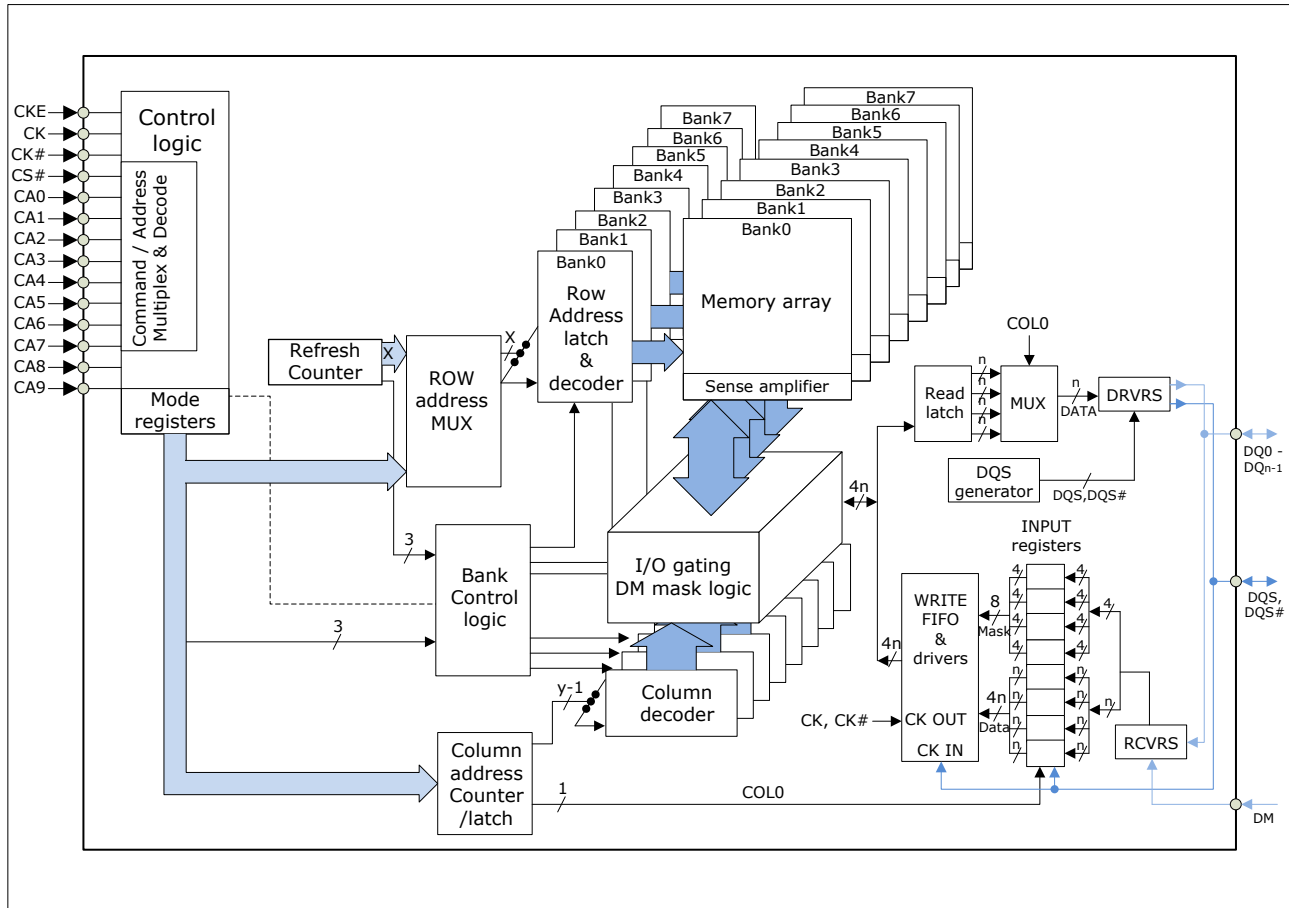 CKE
CK
CK#
CS#
CA0
CA1
CA2
CA3
CA4
CA5
CA6
CA7
CA8
CA9
Control
logic
Command / Address
Multiplex & Decode
Mode
registers
Refresh
Counter
X
ROW
address
MUX
X
3
3
Bank
Control
logic
Column
address
Counter
/latch
y-1
1
COL0
Bank7
Bank6
Bank5
Bank4
Bank3
Bank2
Bank1
Bank0
Row
Address
latch
&
decoder
Bank7
Bank6
Bank5
Bank4
Bank3
Bank2
Bank1
Bank0
Memory array
Sense amplifier
I/O gating
DM mask logic
Column
decoder
4n
4n
Read
latch
n
n
n
n
COL0
MUX
n
DATA
DRVRS
DQS
generator
DQS,DQS#
INPUT
registers
WRITE
FIFO
&
drivers
CK, CK#
CK OUT
CK IN
8
Mask
4n
Data
4
4
4
4
n
n
n
n
4
4
4
4
n
n
n
n
4
n
RCVRS
DQ0 -
DQn-1
DQS,
DQS#
DM